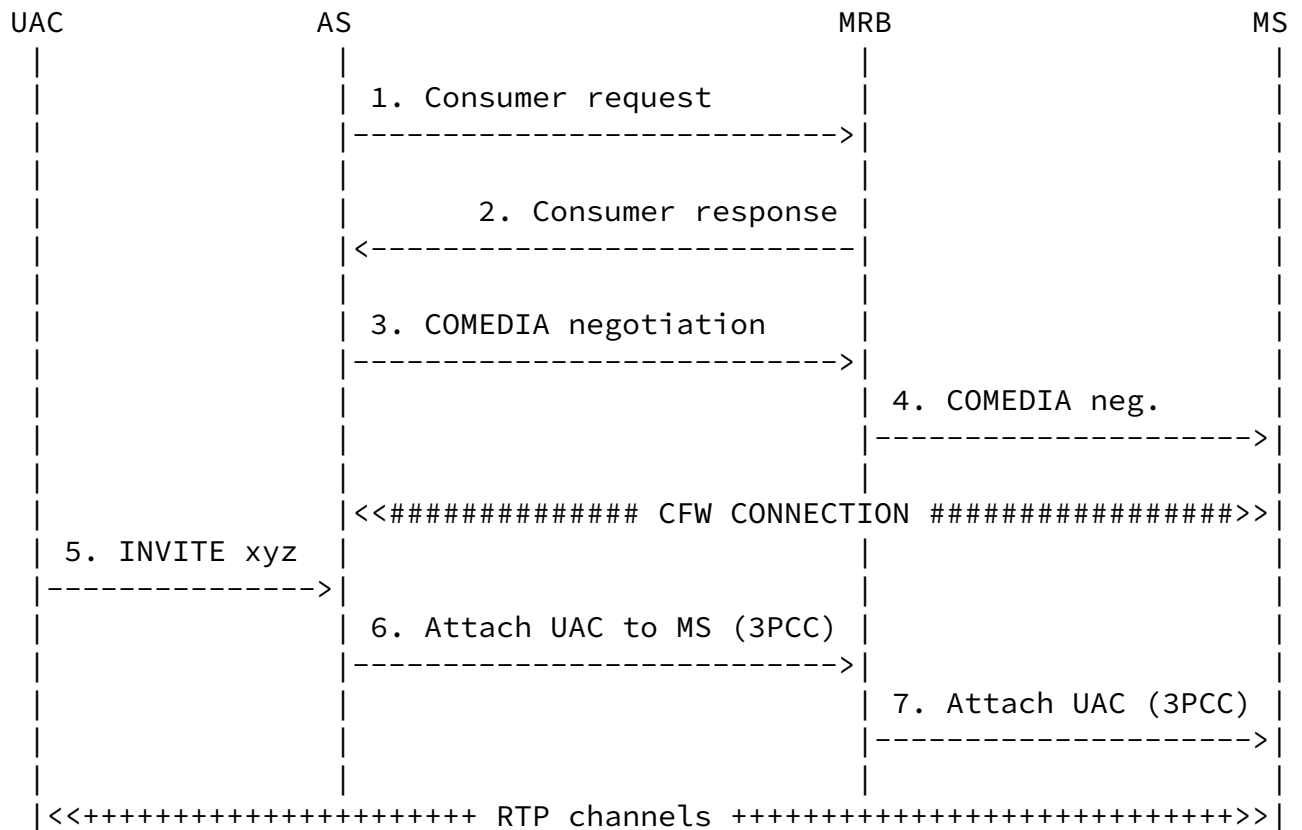 UAC AS MRB MS
1. Consumer request
2. Consumer response
3. COMEDIA negotiation
4. COMEDIA neg.
<<############## CFW CONNECTION #################>>
5. INVITE xyz
6. Attach UAC to MS (3PCC)
7. Attach UAC (3PCC)
<<++++++++++++++++++++++ RTP channels ++++++++++++++++++++++++++++>>